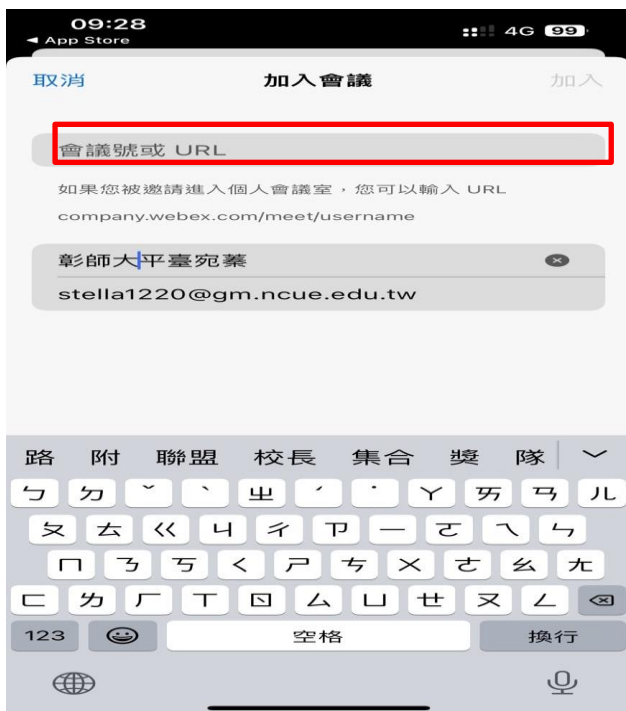 09:28
◀ App Store
4G 99
取消 加入會議 加入
會議號或 URL
如果您被邀請進入個人會議室，您可以輸入 URL
company.webex.com/meet/username
彰師大平臺宛蓁
stella1220@gm.ncue.edu.tw
路 附 聯盟 校長 集合 獎 隊
ㄅ ㄉ ˇ ˋ ㄓ ˊ ˙ ㄚ ㄞ ㄢ ㄦ
ㄆ ㄊ ㄍ ㄐ ㄔ ㄗ ㄧ ㄛ ㄟ ㄣ
ㄇ ㄋ ㄎ ㄑ ㄕ ㄘ ㄨ ㄜ ㄠ ㄤ
ㄈ ㄌ ㄏ ㄒ ㄖ ㄙ ㄩ ㄝ ㄡ ㄥ
123 空格 換行